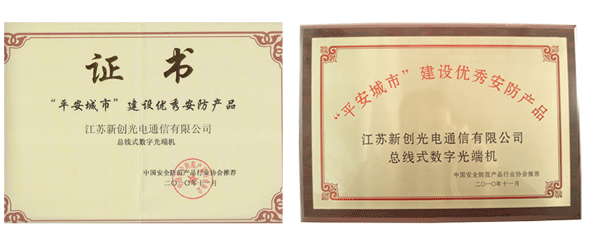 证 书
“平安城市”建设优秀安防产品
江苏新创光电通信有限公司
总线式数字光端机
中国安全防范产品行业协会推荐
二〇一〇年十一月
“平安城市”建设优秀安防产品
江苏新创光电通信有限公司
总线式数字光端机
中国安全防范产品行业协会推荐
二〇一〇年十一月